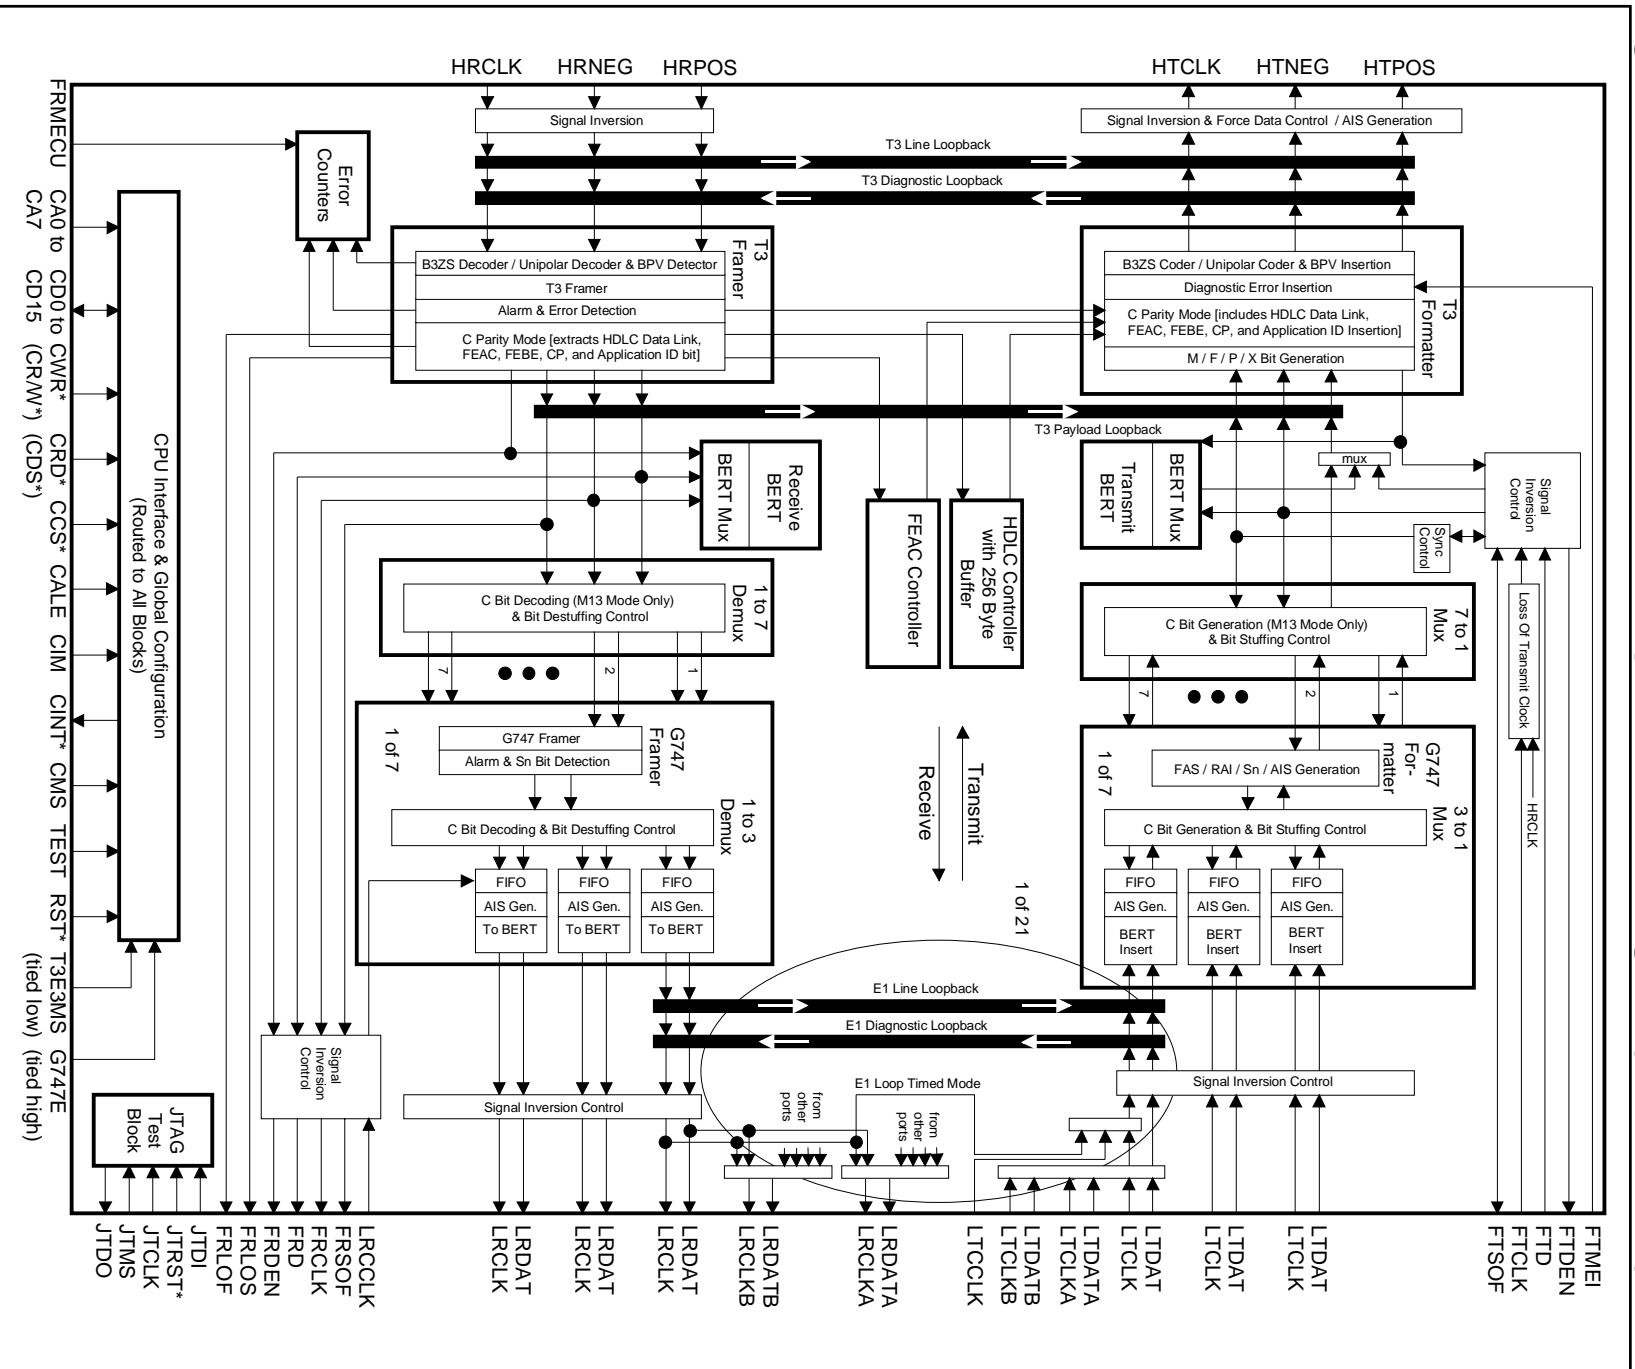 HRCLK
HRNEG
HRPOS
HTCLK
HTNEG
HTPOS
Signal Inversion
Signal Inversion & Force Data Control / AIS Generation
T3 Line Loopback
T3 Diagnostic Loopback
FRMECU
CA0 to
CA7
CD0 to
CD15
CWR*
(CR/W*)
CRD*
(CDS*)
CCS*
CALE
CIM
CINT*
CMS
TEST
RST*
T3E3MS
(tied low)
G747E
(tied high)
CPU Interface & Global Configuration
(Routed to All Blocks)
Error
Counters
T3
Framer
B3ZS Decoder / Unipolar Decoder & BPV Detector
T3 Framer
Alarm & Error Detection
C Parity Mode [extracts HDLC Data Link,
FEAC, FEBE, CP, and Application ID bit]
T3
Formatter
B3ZS Coder / Unipolar Coder & BPV Insertion
Diagnostic Error Insertion
C Parity Mode [includes HDLC Data Link,
FEAC, FEBE, CP, and Application ID Insertion]
M / F / P / X Bit Generation
T3 Payload Loopback
Receive
BERT
BERT Mux
FEAC Controller
HDLC Controller
with 256 Byte
Buffer
BERT Mux
Transmit
BERT
mux
Signal
Inversion
Control
Sync
Control
Loss Of Transmit Clock
HRCLK
1 to 7
Demux
C Bit Decoding (M13 Mode Only)
& Bit Destuffing Control
7
2
1
7 to 1
Mux
C Bit Generation (M13 Mode Only)
& Bit Stuffing Control
7
2
1
G747
Framer
1 of 7
G747 Framer
Alarm & Sn Bit Detection
1 to 3
Demux
C Bit Decoding & Bit Destuffing Control
FIFO
AIS Gen.
To BERT
FIFO
AIS Gen.
To BERT
FIFO
AIS Gen.
To BERT
Transmit
Receive
G747
For-
matter
1 of 7
FAS / RAI / Sn / AIS Generation
3 to 1
Mux
C Bit Generation & Bit Stuffing Control
FIFO
AIS Gen.
BERT
Insert
FIFO
AIS Gen.
BERT
Insert
FIFO
AIS Gen.
BERT
Insert
1 of 21
E1 Line Loopback
E1 Diagnostic Loopback
E1 Loop Timed Mode
from
other
ports
from
other
ports
Signal
Inversion
Control
Signal Inversion Control
Signal Inversion Control
JTAG
Test
Block
JTDO
JTMS
JTCLK
JTRST*
JTDI
FRLOF
FRLOS
FRDEN
FRD
FRCLK
FRSOF
LRCCLK
LRCLK
LRDAT
LRCLK
LRDAT
LRCLK
LRDAT
LRCLKB
LRDATB
LRCLKA
LRDATA
LTCCLK
LTCLKB
LTDATB
LTCLKA
LTDATA
LTCLK
LTDAT
LTCLK
LTDAT
LTCLK
LTDAT
FTSOF
FTCLK
FTD
FTDEN
FTMEI